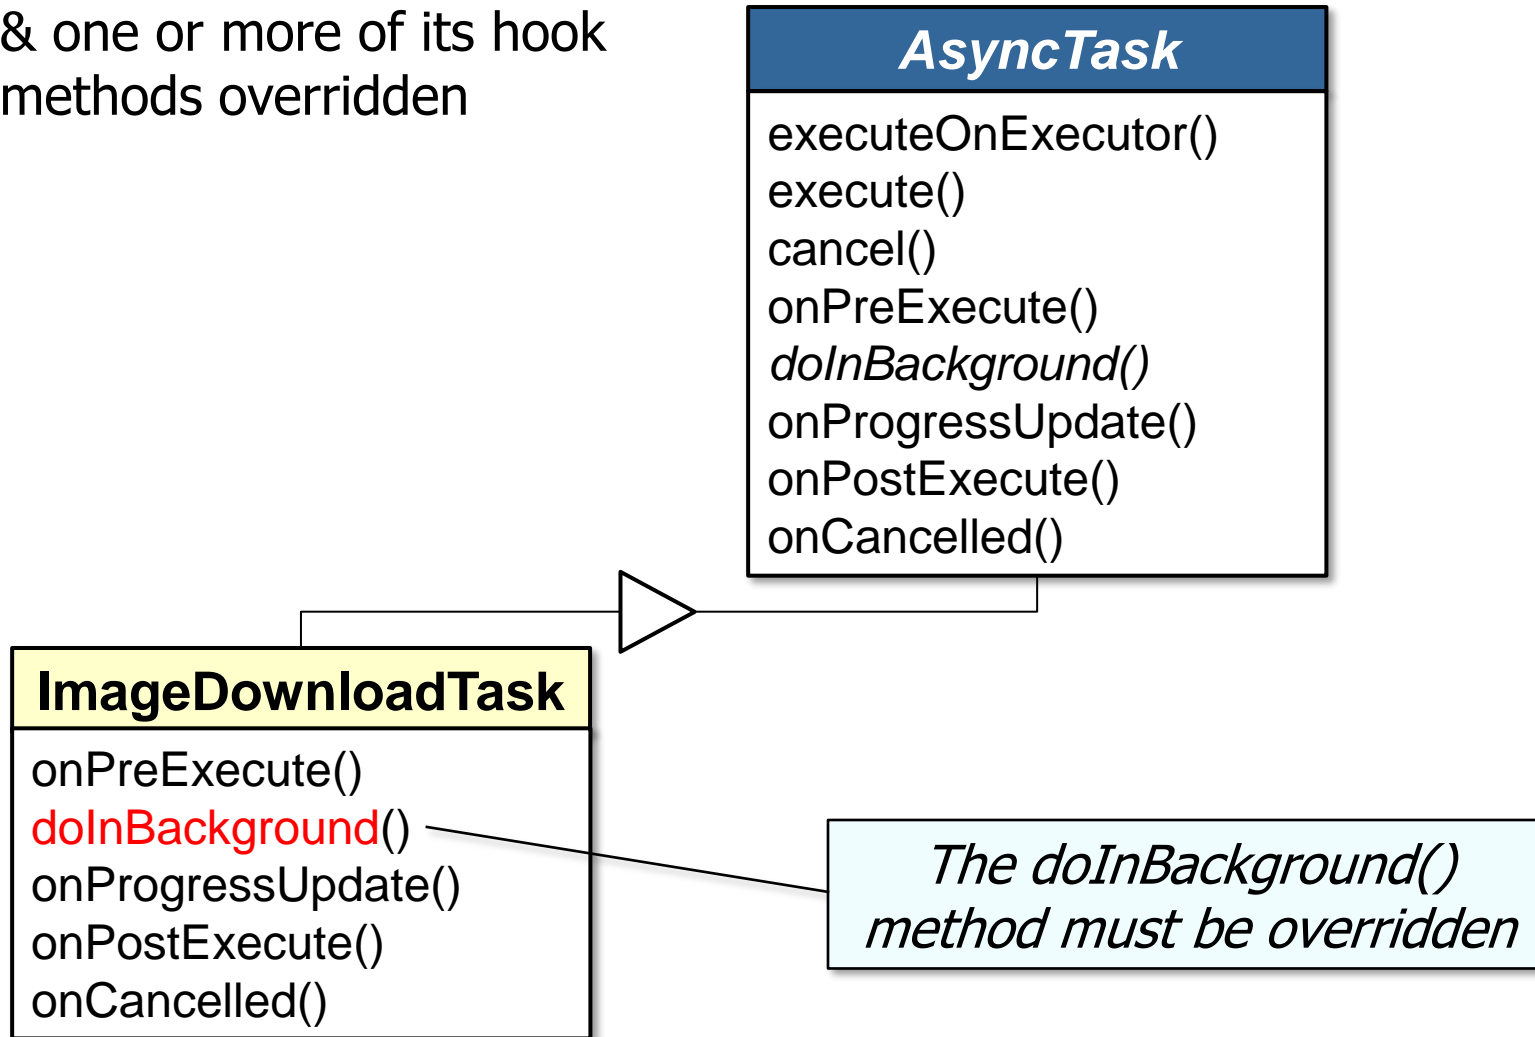 & one or more of its hook
methods overridden
AsyncTask
executeOnExecutor()
execute()
cancel()
onPreExecute()
doInBackground()
onProgressUpdate()
onPostExecute()
onCancelled()
ImageDownloadTask
onPreExecute()
doInBackground()
onProgressUpdate()
onPostExecute()
onCancelled()
The doInBackground()
method must be overridden